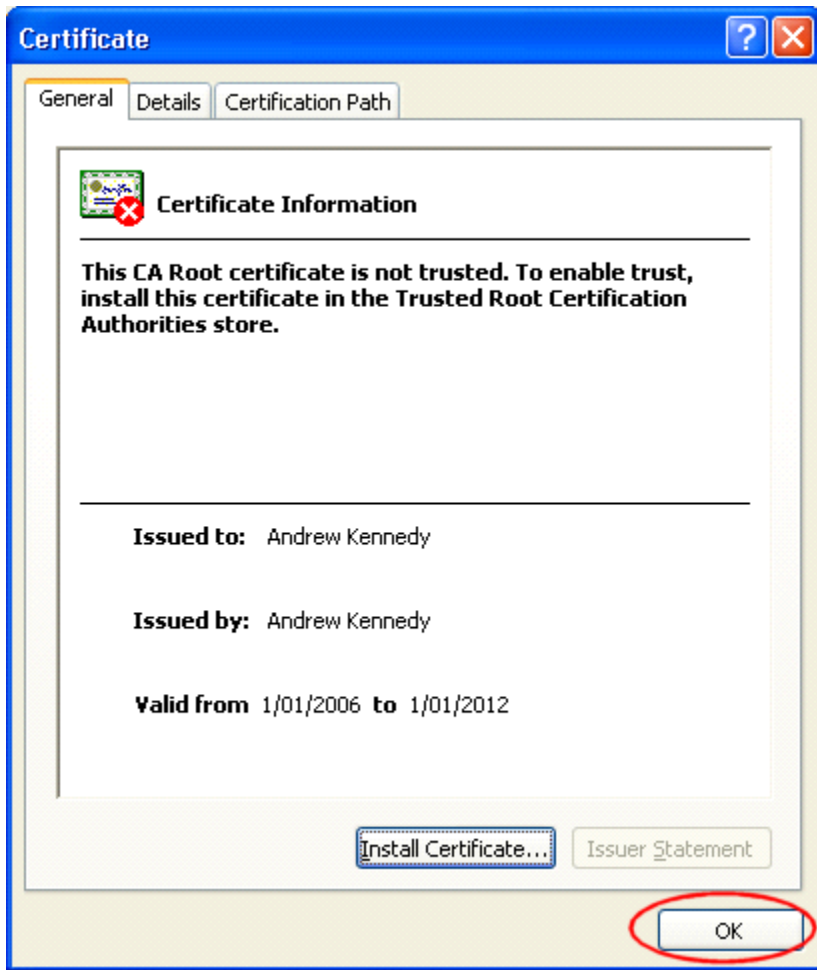 Certificate
General Details Certification Path
Certificate Information
This CA Root certificate is not trusted. To enable trust,
install this certificate in the Trusted Root Certification
Authorities store.
Issued to: Andrew Kennedy
Issued by: Andrew Kennedy
Valid from 1/01/2006 to 1/01/2012
Install Certificate... Issuer Statement
OK